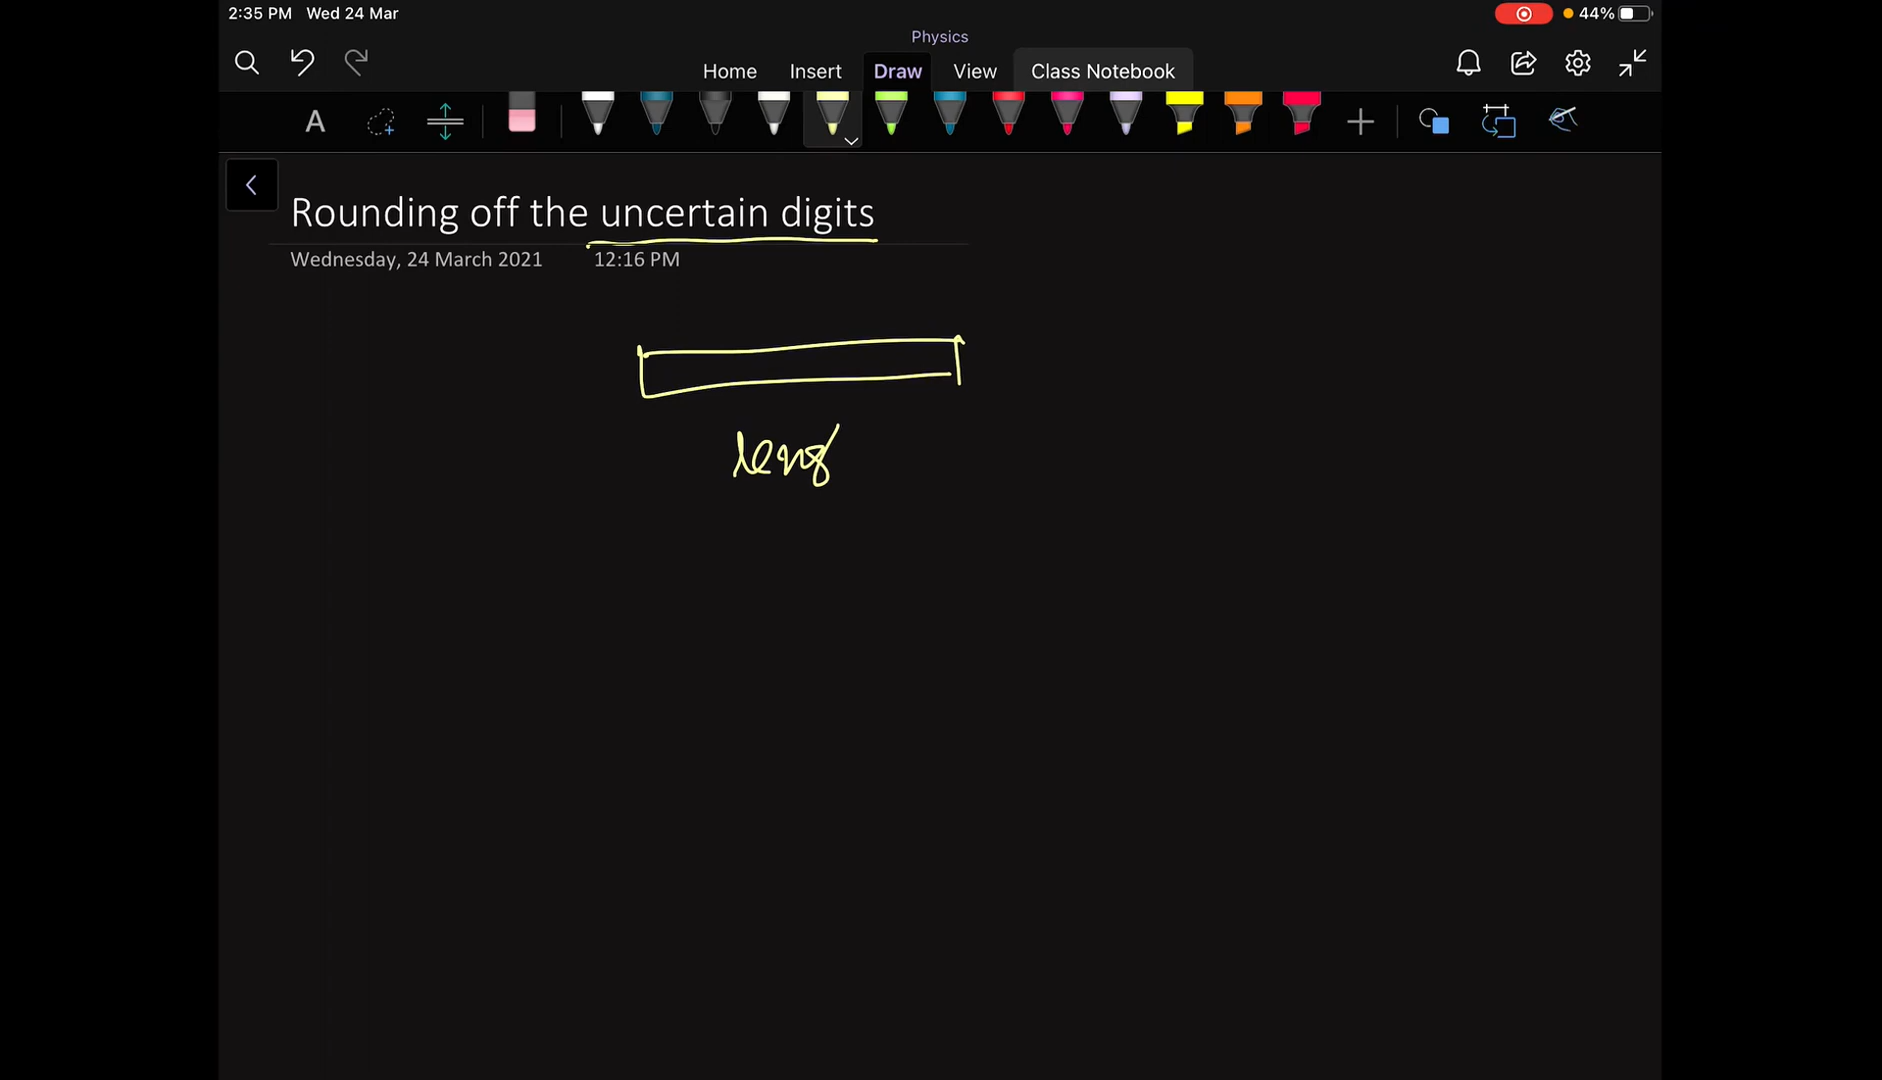 2:35 PM Wed 24 Mar
44%
Physics
Home Insert Draw View Class Notebook
A
Rounding off the uncertain digits
Wednesday, 24 March 2021 12:16 PM
leng